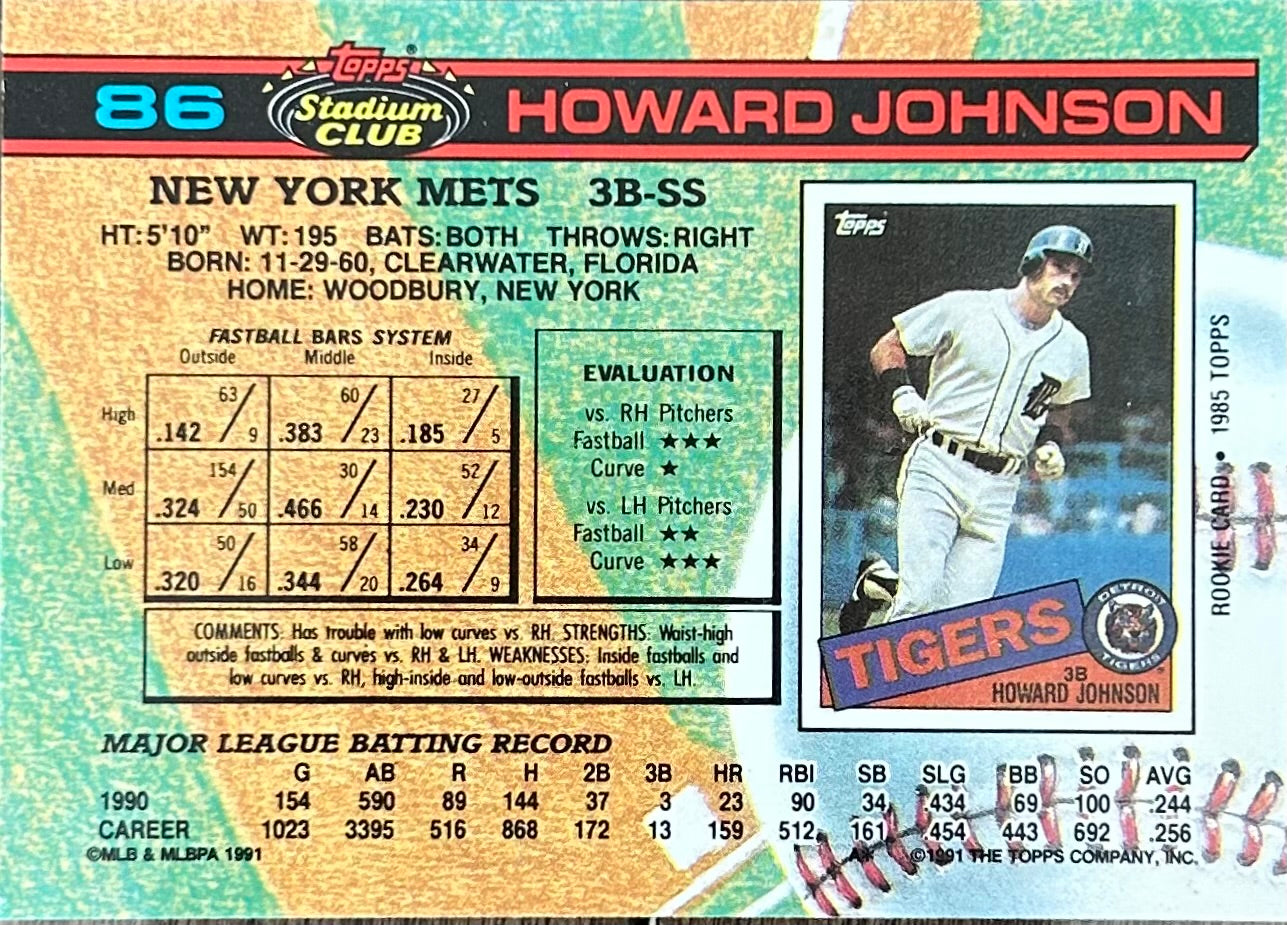 86 Topps® Stadium CLUB HOWARD JOHNSON
NEW YORK METS 3B-SS
HT: 5'10" WT: 195 BATS: BOTH THROWS: RIGHT
BORN: 11-29-60, CLEARWATER, FLORIDA
HOME: WOODBURY, NEW YORK
FASTBALL BARS SYSTEM
Outside Middle Inside
High .142 63/9 .383 60/23 .185 27/5
Med .324 154/50 .466 30/14 .230 52/12
Low .320 50/16 .344 58/20 .264 34/9
EVALUATION
vs. RH Pitchers
Fastball ★★★
Curve ★
vs. LH Pitchers
Fastball ★★
Curve ★★★
COMMENTS: Has trouble with low curves vs. RH. STRENGTHS: Waist-high
outside fastballs & curves vs. RH & LH. WEAKNESSES: Inside fastballs and
low curves vs. RH, high-inside and low-outside fastballs vs. LH.
Topps
TIGERS
DETROIT TIGERS
3B
HOWARD JOHNSON
ROOKIE CARD • 1985 TOPPS
MAJOR LEAGUE BATTING RECORD
G AB R H 2B 3B HR RBI SB SLG BB SO AVG
1990 154 590 89 144 37 3 23 90 34 .434 69 100 .244
CAREER 1023 3395 516 868 172 13 159 512 161 .454 443 692 .256
©MLB & MLBPA 1991 A* ©1991 THE TOPPS COMPANY, INC.